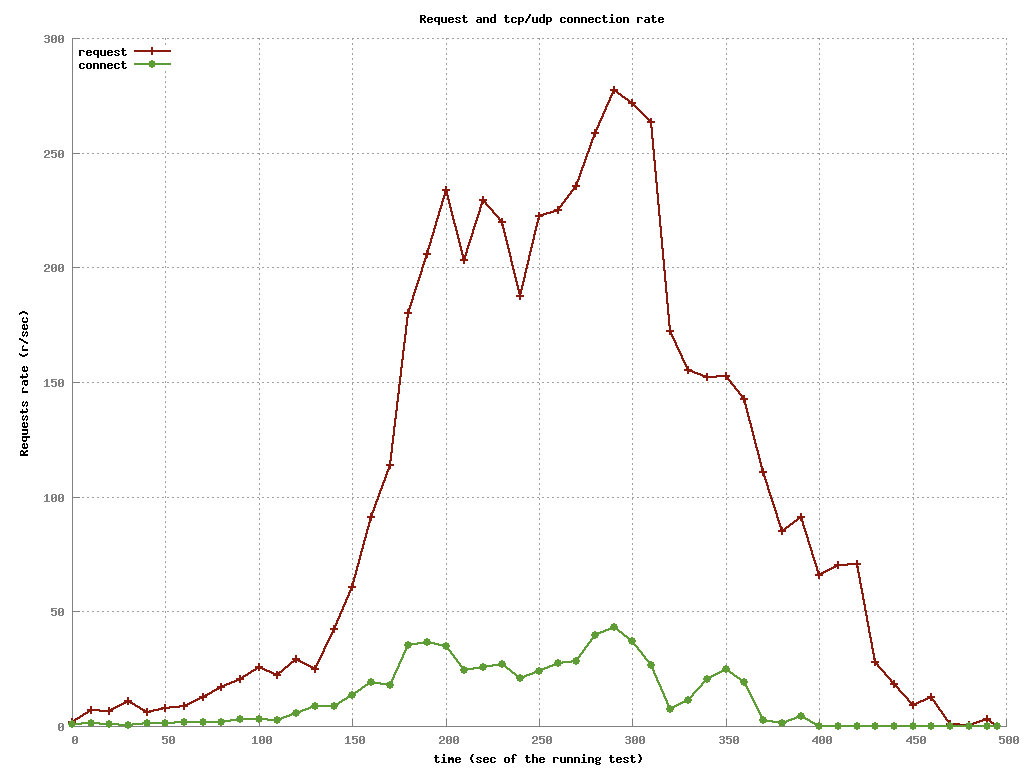 Request and tcp/udp connection rate
request
connect
300
250
200
150
100
50
0
Requests rate (r/sec)
0 50 100 150 200 250 300 350 400 450 500
time (sec of the running test)